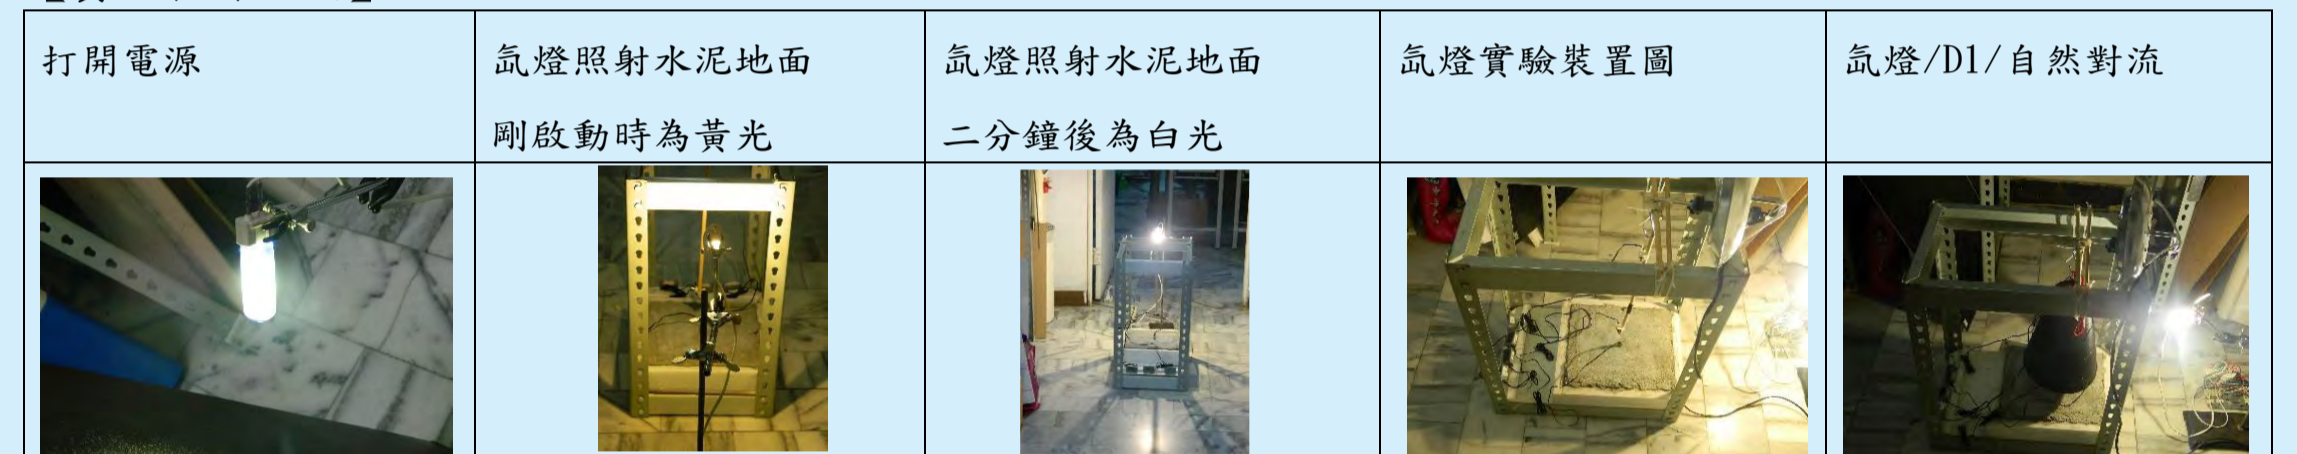 打開電源
氙燈照射水泥地面
剛啟動時為黃光
氙燈照射水泥地面
二分鐘後為白光
氙燈實驗裝置圖
氙燈/D1/自然對流